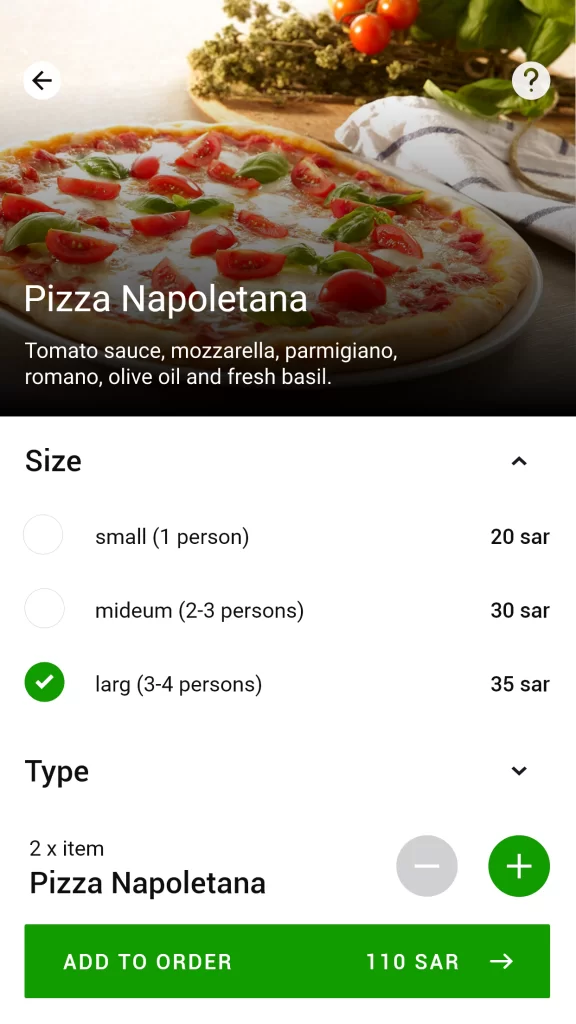 ?
Pizza Napoletana
Tomato sauce, mozzarella, parmigiano,
romano, olive oil and fresh basil.
Size
small (1 person) 20 sar
mideum (2-3 persons) 30 sar
larg (3-4 persons) 35 sar
Type
2 x item
Pizza Napoletana
ADD TO ORDER 110 SAR